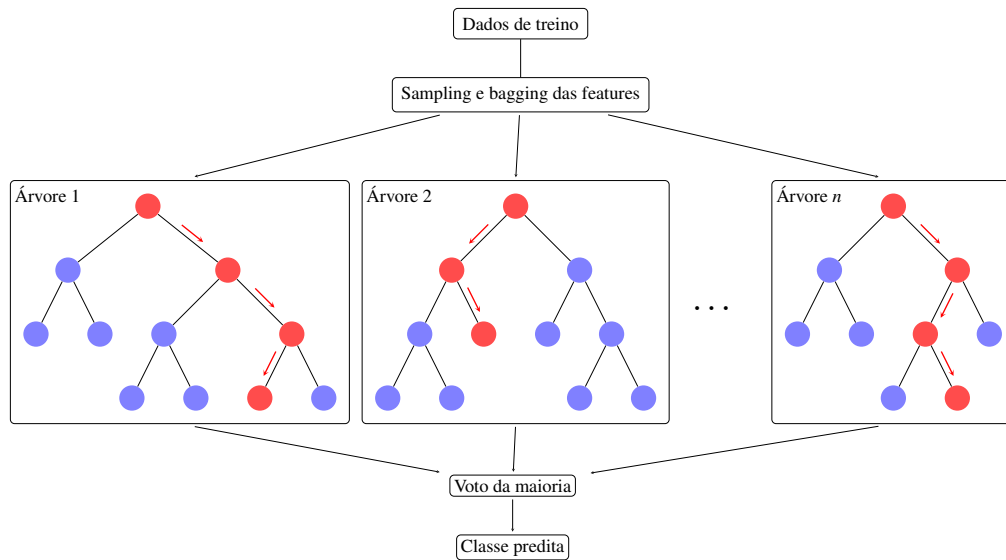 Dados de treino
Sampling e bagging das features
Árvore 1
Árvore 2
Árvore n
...
Voto da maioria
Classe predita